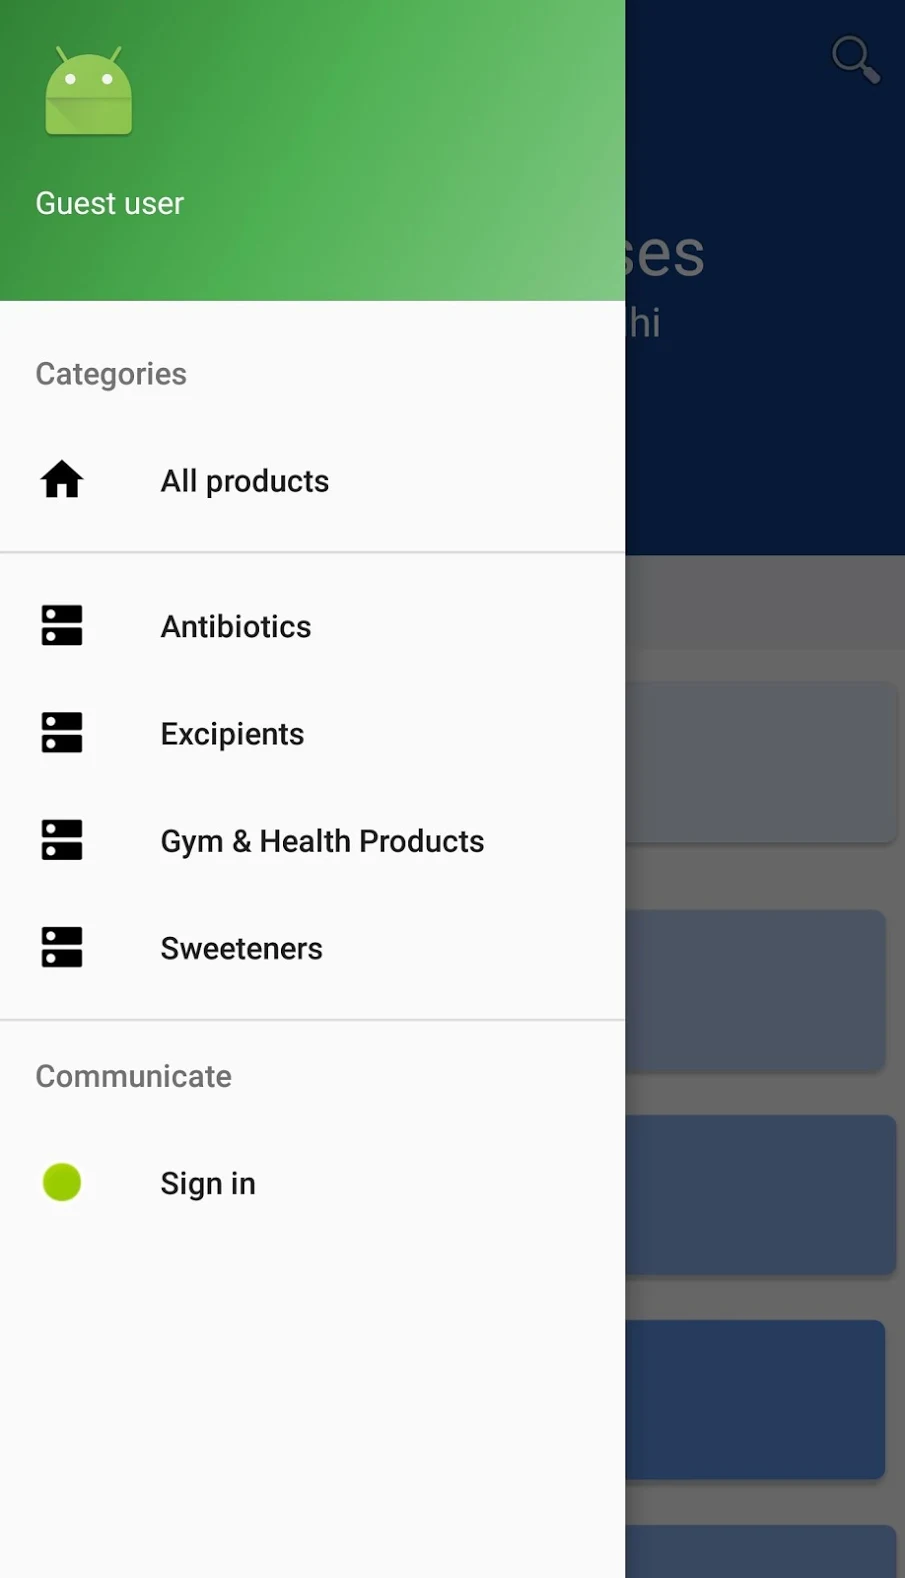 Guest user
ses
hi
Categories
All products
Antibiotics
Excipients
Gym & Health Products
Sweeteners
Communicate
Sign in